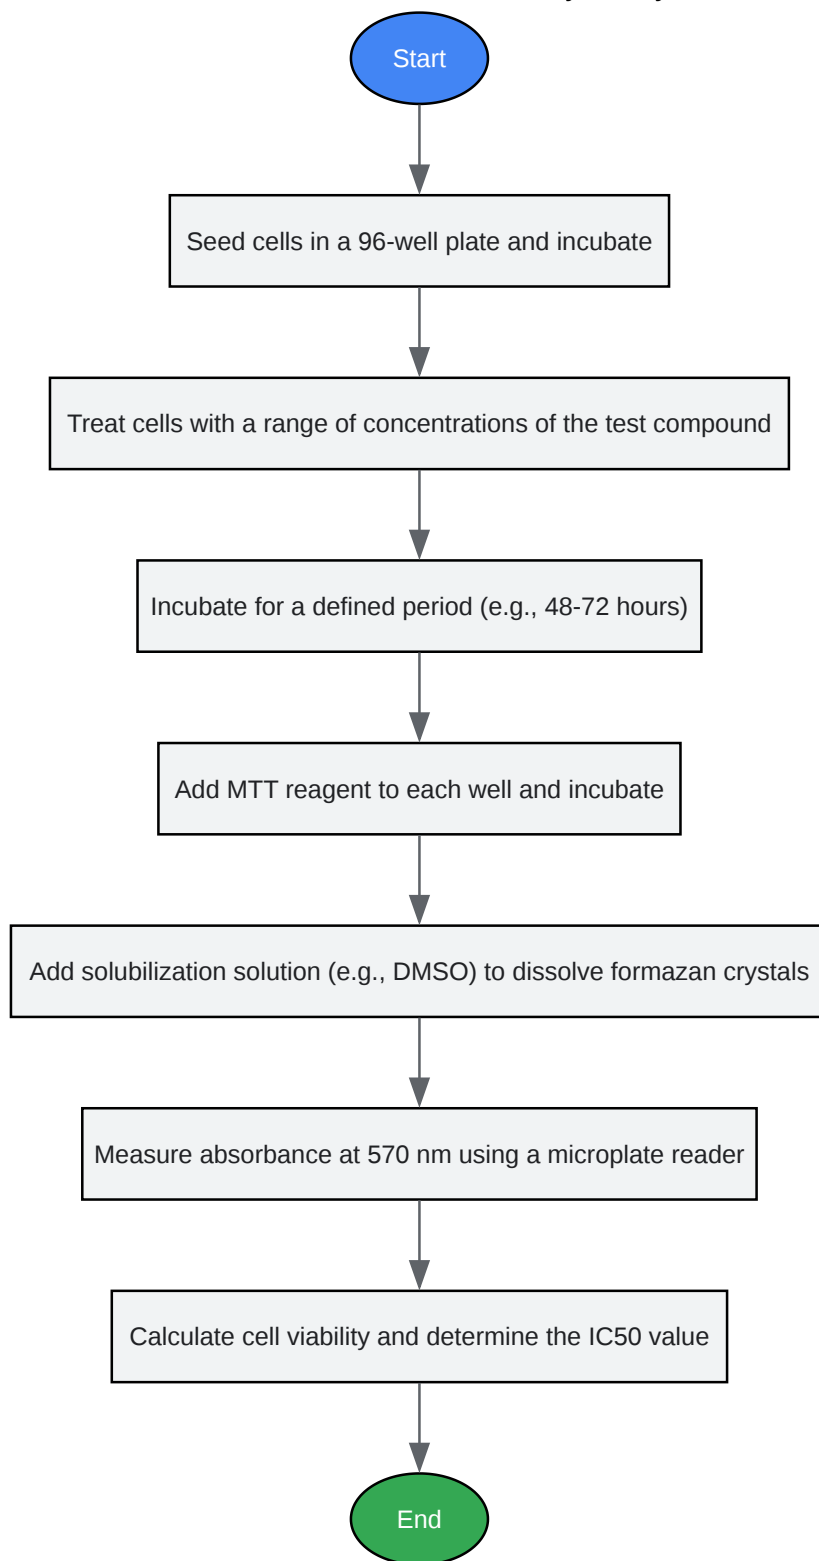 Start
Seed cells in a 96-well plate and incubate
Treat cells with a range of concentrations of the test compound
Incubate for a defined period (e.g., 48-72 hours)
Add MTT reagent to each well and incubate
Add solubilization solution (e.g., DMSO) to dissolve formazan crystals
Measure absorbance at 570 nm using a microplate reader
Calculate cell viability and determine the IC50 value
End